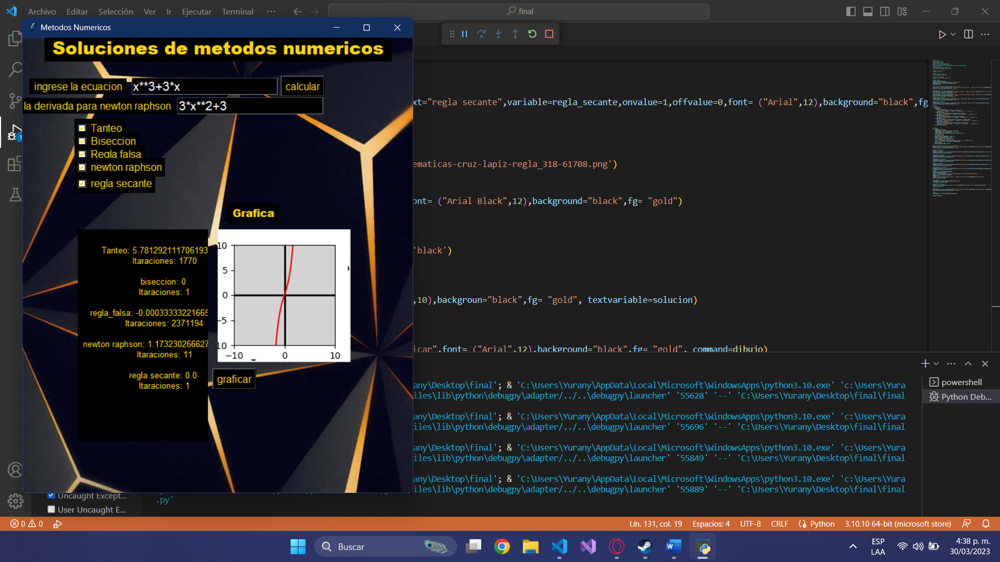 Archivo Editar Selección Ver Ir Ejecutar Terminal ··· final
Metodos Numericos
Soluciones de metodos numericos
ingrese la ecuacion x**3+3*x calcular
la derivada para newton raphson 3*x**2+3
Tanteo
Biseccion
Regla falsa
newton raphson
regla secante
Grafica
Tanteo: 5.781292111706193
Itaraciones: 1770
biseccion: 0
Itaraciones: 1
regla_falsa: -0.00033333221665
Itaraciones: 2371194
newton raphson: 1.173230266627
Itaraciones: 11
regla secante: 0.0
Itaraciones: 1
10
5
0
-5
10
−10 0 10
graficar
xt="regla secante",variable=regla_secante,onvalue=1,offvalue=0,font= ("Arial",12),background="black",fg
ematicas-cruz-lapiz-regla_318-61708.png')
ont= ("Arial Black",12),background="black",fg= "gold")
'black')
,10),backgroun="black",fg= "gold", textvariable=solucion)
icar",font= ("Arial",12),background="black",fg= "gold", command=dibujo)
rany\Desktop\final'; & 'C:\Users\Yurany\AppData\Local\Microsoft\WindowsApps\python3.10.exe' 'c:\Users\Yura
iles\lib\python\debugpy\adapter/../..\debugpy\launcher' '55628' '--' 'C:\Users\Yurany\Desktop\final\final
rany\Desktop\final'; & 'C:\Users\Yurany\AppData\Local\Microsoft\WindowsApps\python3.10.exe' 'c:\Users\Yura
iles\lib\python\debugpy\adapter/../..\debugpy\launcher' '55696' '--' 'C:\Users\Yurany\Desktop\final\final
rany\Desktop\final'; & 'C:\Users\Yurany\AppData\Local\Microsoft\WindowsApps\python3.10.exe' 'c:\Users\Yura
iles\lib\python\debugpy\adapter/../..\debugpy\launcher' '55849' '--' 'C:\Users\Yurany\Desktop\final\final
rany\Desktop\final'; & 'C:\Users\Yurany\AppData\Local\Microsoft\WindowsApps\python3.10.exe' 'c:\Users\Yura
iles\lib\python\debugpy\adapter/../..\debugpy\launcher' '55889' '--' 'C:\Users\Yurany\Desktop\final\final
.py'
powershell
Python Deb...
Uncaught Except...
User Uncaught E...
0 0 Lín. 131, col. 19 Espacios: 4 UTF-8 CRLF Python 3.10.10 64-bit (microsoft store)
Buscar
ESP
LAA
4:38 p. m.
30/03/2023